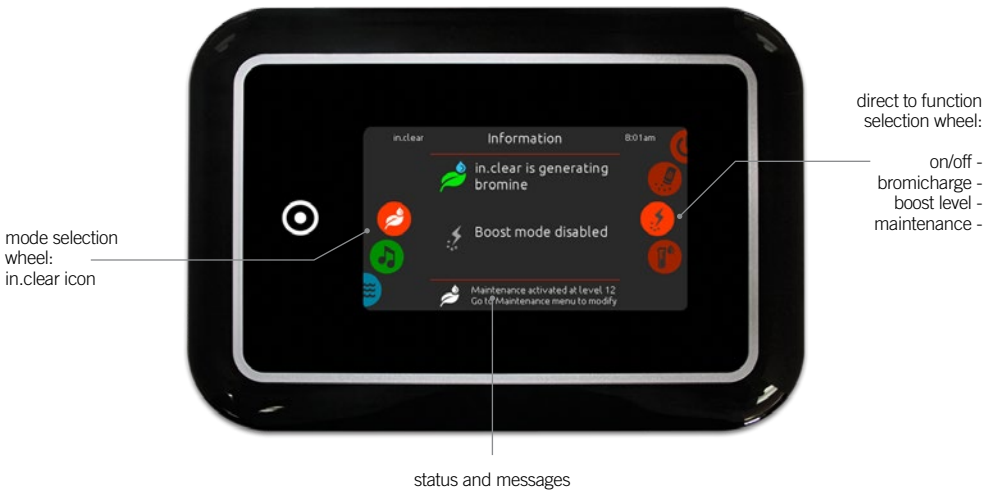 direct to function
selection wheel:
on/off -
bromicharge -
boost level -
maintenance -
in.clear
Information
8:01am
in.clear is generating
bromine
Boost mode disabled
Maintenance activated at level 12
Go to Maintenance menu to modify
mode selection
wheel:
in.clear icon
status and messages